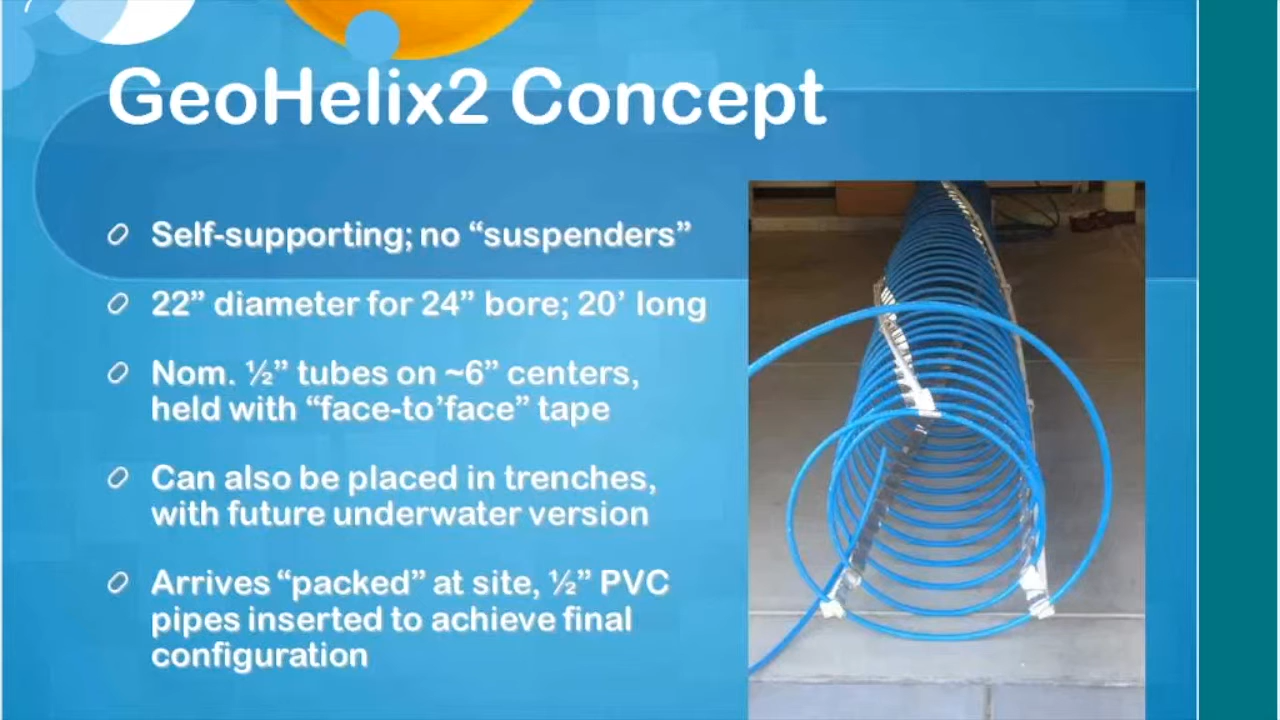 GeoHelix2 Concept
Self-supporting; no “suspenders”
22” diameter for 24” bore; 20’ long
Nom. ½” tubes on ~6” centers,
held with “face-to’face” tape
Can also be placed in trenches,
with future underwater version
Arrives “packed” at site, ½” PVC
pipes inserted to achieve final
configuration